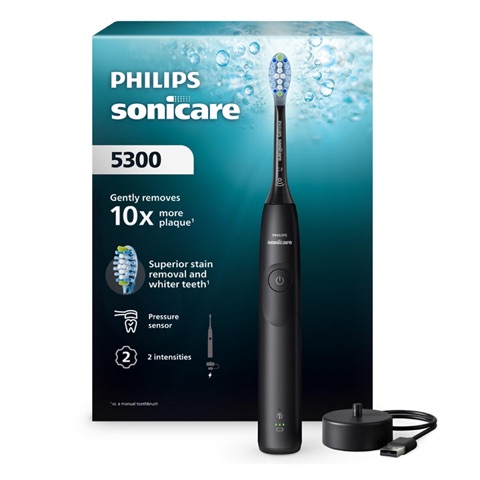 PHILIPS
sonicare
5300
Gently removes
10x more
plaque¹
Superior stain
removal and
whiter teeth¹
Pressure
sensor
2
2 intensities
¹vs. a manual toothbrush
PHILIPS
sonicare